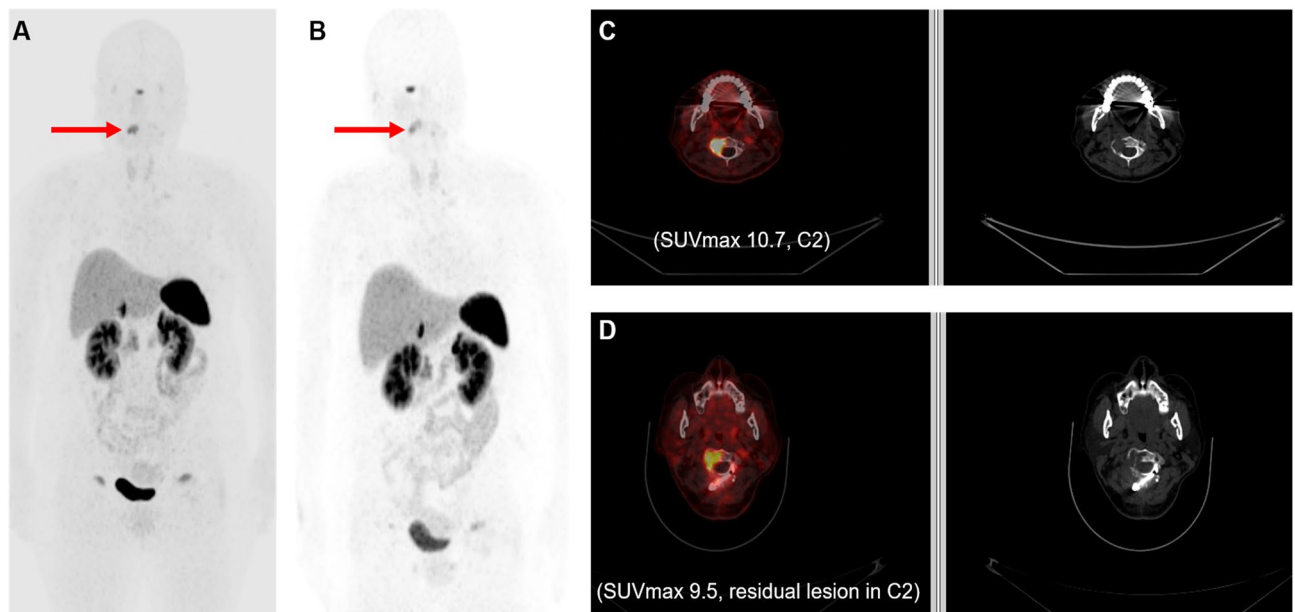 A
B
C
(SUVmax 10.7, C2)
D
(SUVmax 9.5, residual lesion in C2)